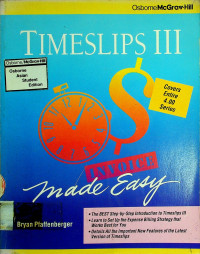 Osborne McGraw-Hill
TIMESLIPS III
Osborne/McGraw-Hill
Osborne
Asian
Student
Edition
Covers
Entire
4.00
Series
made Easy
• The BEST Step-by-Step Introduction to Timeslips III
• Learn to Set Up the Expense Billing Strategy that
Works Best for You
• Details All the Important New Features of the Latest
Version of Timeslips
Bryan Pfaffenberger